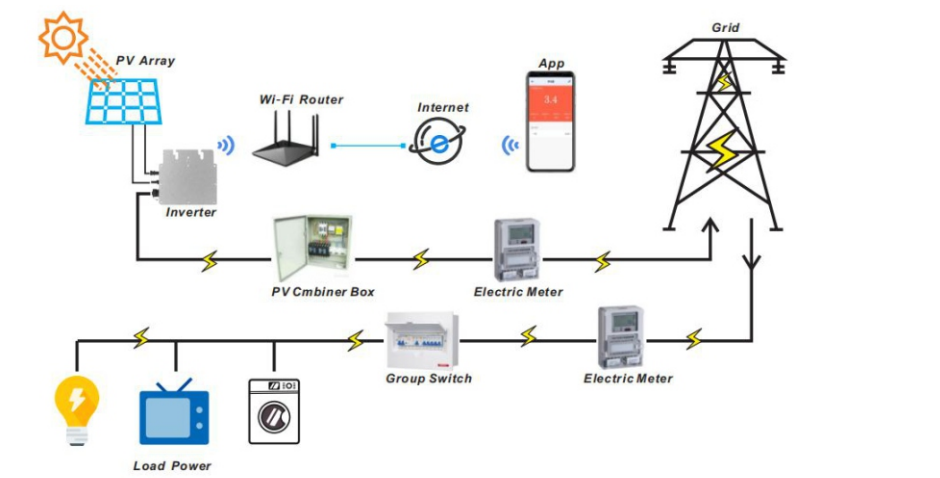 Grid
PV Array
App
Wi-Fi Router
Internet
3.4
Inverter
PV Cmbiner Box
Electric Meter
Group Switch
Electric Meter
Load Power